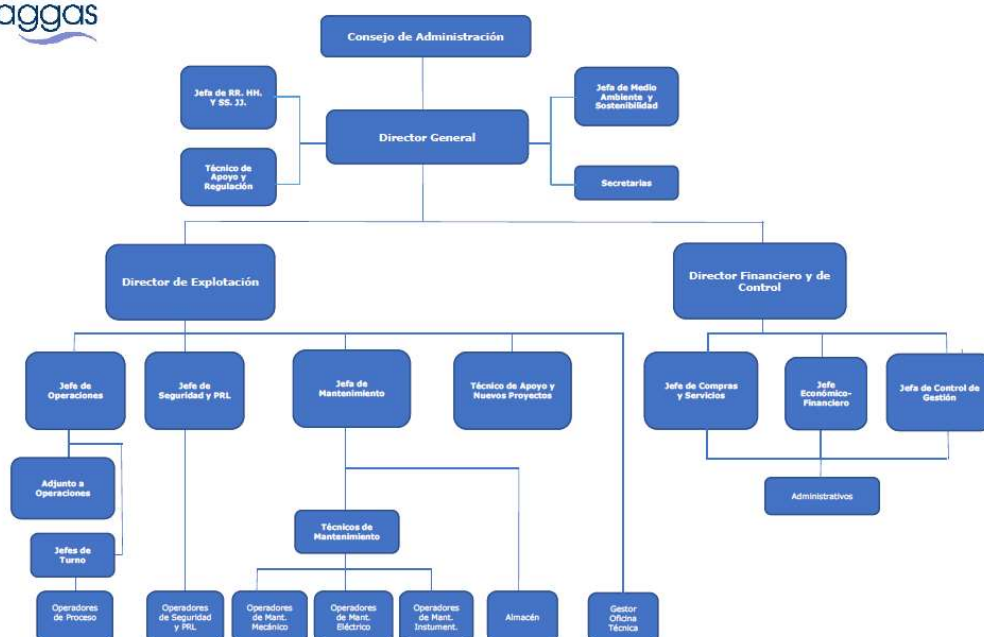 aggas
Consejo de Administración
Jefa de RR. HH.
Y SS. JJ.
Jefa de Medio
Ambiente y
Sostenibilidad
Director General
Técnico de
Apoyo y
Regulación
Secretarias
Director de Explotación
Director Financiero y de
Control
Jefe de
Operaciones
Jefe de
Seguridad y PRL
Jefa de
Mantenimiento
Técnico de Apoyo y
Nuevos Proyectos
Jefe de Compras
y Servicios
Jefe
Económico-
Financiero
Jefa de Control de
Gestión
Adjunto a
Operaciones
Administrativos
Técnicos de
Mantenimiento
Jefes de
Turno
Operadores
de Proceso
Operadores
de Seguridad
y PRL
Operadores
de Mant.
Mecánico
Operadores
de Mant.
Eléctrico
Operadores
de Mant.
Instument.
Almacén
Gestor
Oficina
Técnica